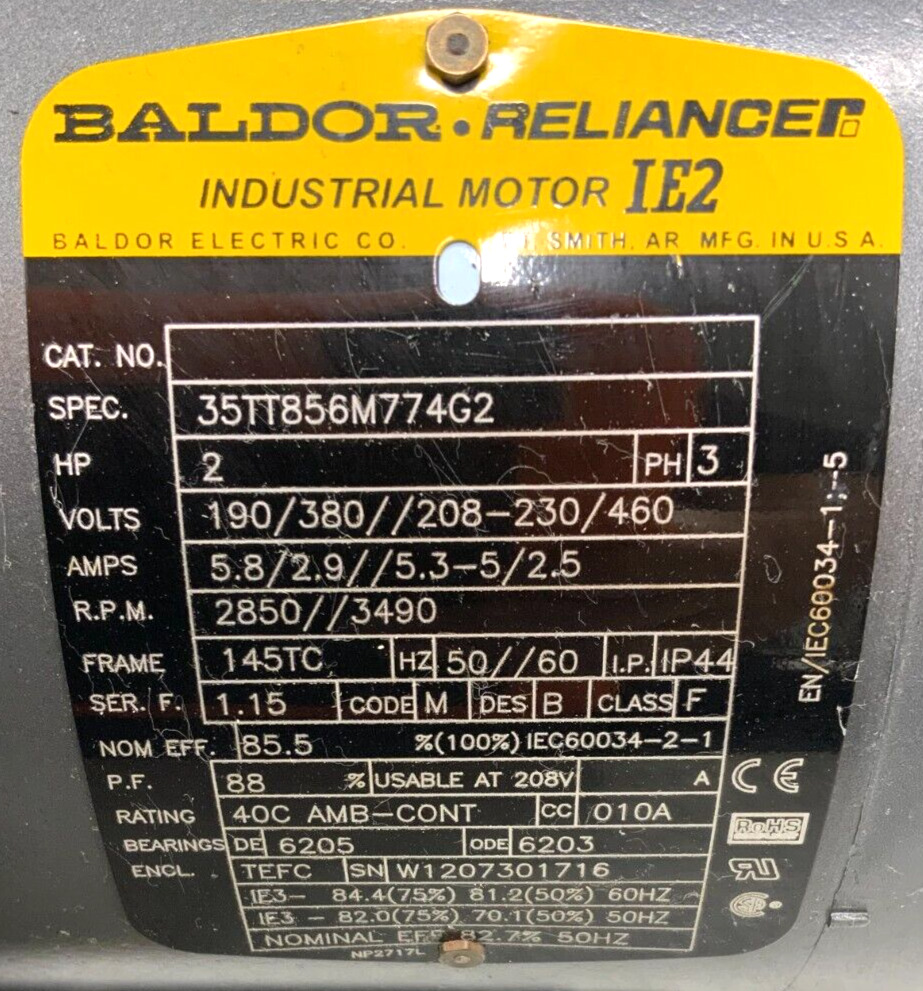 BALDOR • RELIANCER
INDUSTRIAL MOTOR IE2
BALDOR ELECTRIC CO. SMITH, AR MFG. IN U.S.A.
CAT. NO.
SPEC. 35TT856M774G2
HP 2 PH 3
VOLTS 190/380//208-230/460
AMPS 5.8/2.9//5.3-5/2.5
R.P.M. 2850//3490
FRAME 145TC HZ 50//60 I.P. IP44
SER. F. 1.15 CODE M DES B CLASS F
NOM EFF. 85.5 %(100%) IEC60034-2-1
P.F. 88 % USABLE AT 208V A
RATING 40C AMB-CONT CC 010A
BEARINGS DE 6205 ODE 6203
ENCL. TEFC SN W1207301716
IE3- 84.4(75%) 81.2(50%) 60HZ
IE3 - 82.0(75%) 70.1(50%) 50HZ
NOMINAL 82.7% 50HZ
NP2717L
EN/IEC60034-1,-5
CE
RoHS